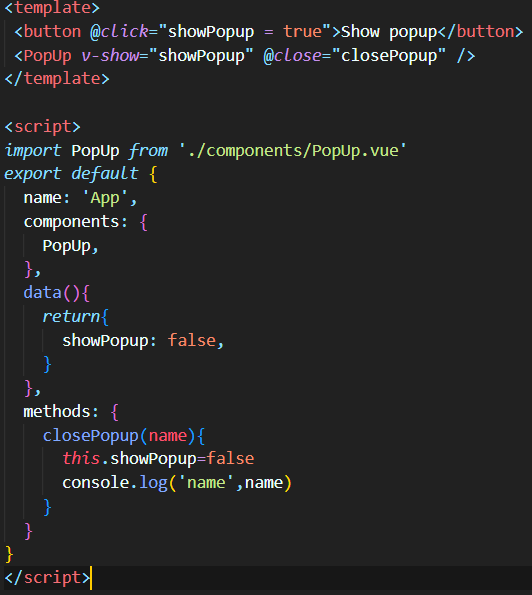 <template>
 <button @click="showPopup = true">Show popup</button>
 <PopUp v-show="showPopup" @close="closePopup" />
</template>

<script>
import PopUp from './components/PopUp.vue'
export default {
  name: 'App',
  components: {
    PopUp,
  },
  data(){
    return{
      showPopup: false,
    }
  },
  methods: {
    closePopup(name){
      this.showPopup=false
      console.log('name',name)
    }
  }
}
</script>